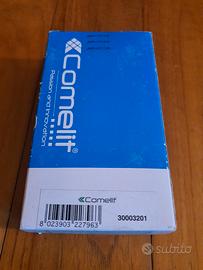 Comelit®
Passion and Innovation
Comelit
30003201
8 023903 227963
subito